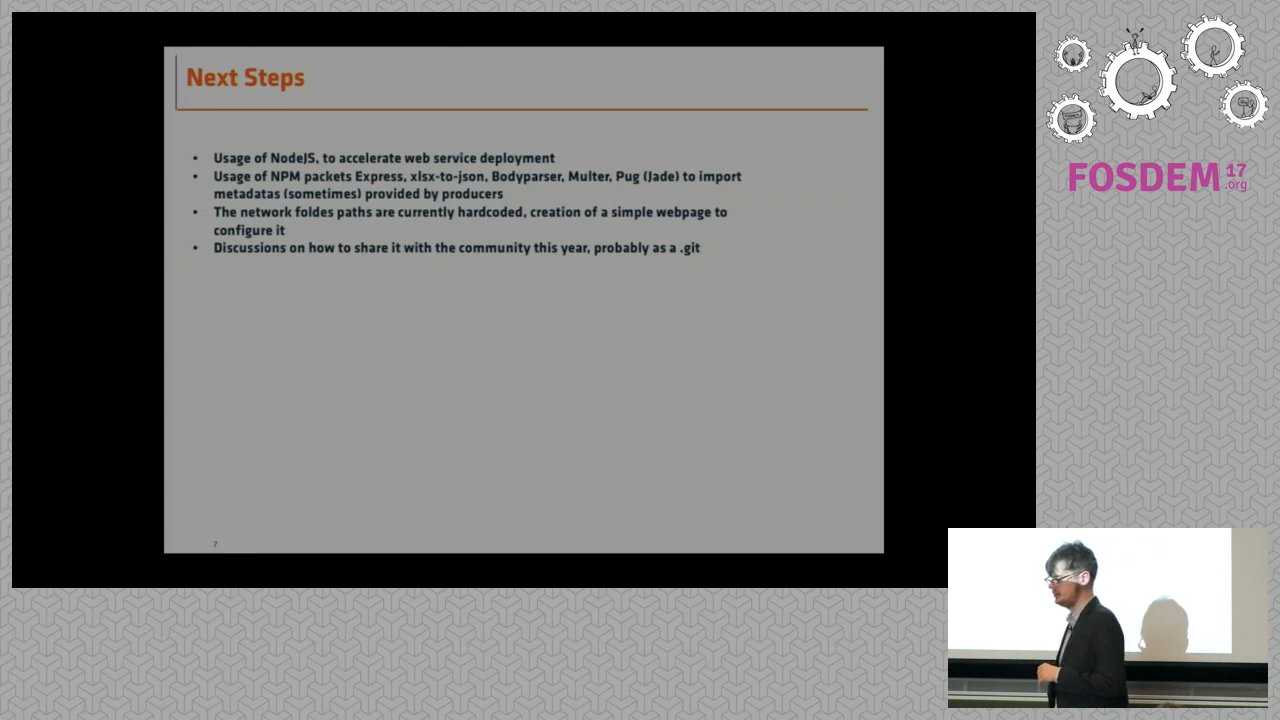 Next Steps
• Usage of NodeJS, to accelerate web service deployment
• Usage of NPM packets Express, xlsx-to-json, Bodyparser, Multer, Pug (Jade) to import
metadatas (sometimes) provided by producers
• The network foldes paths are currently hardcoded, creation of a simple webpage to
configure it
• Discussions on how to share it with the community this year, probably as a .git
7
FOSDEM 17
.org